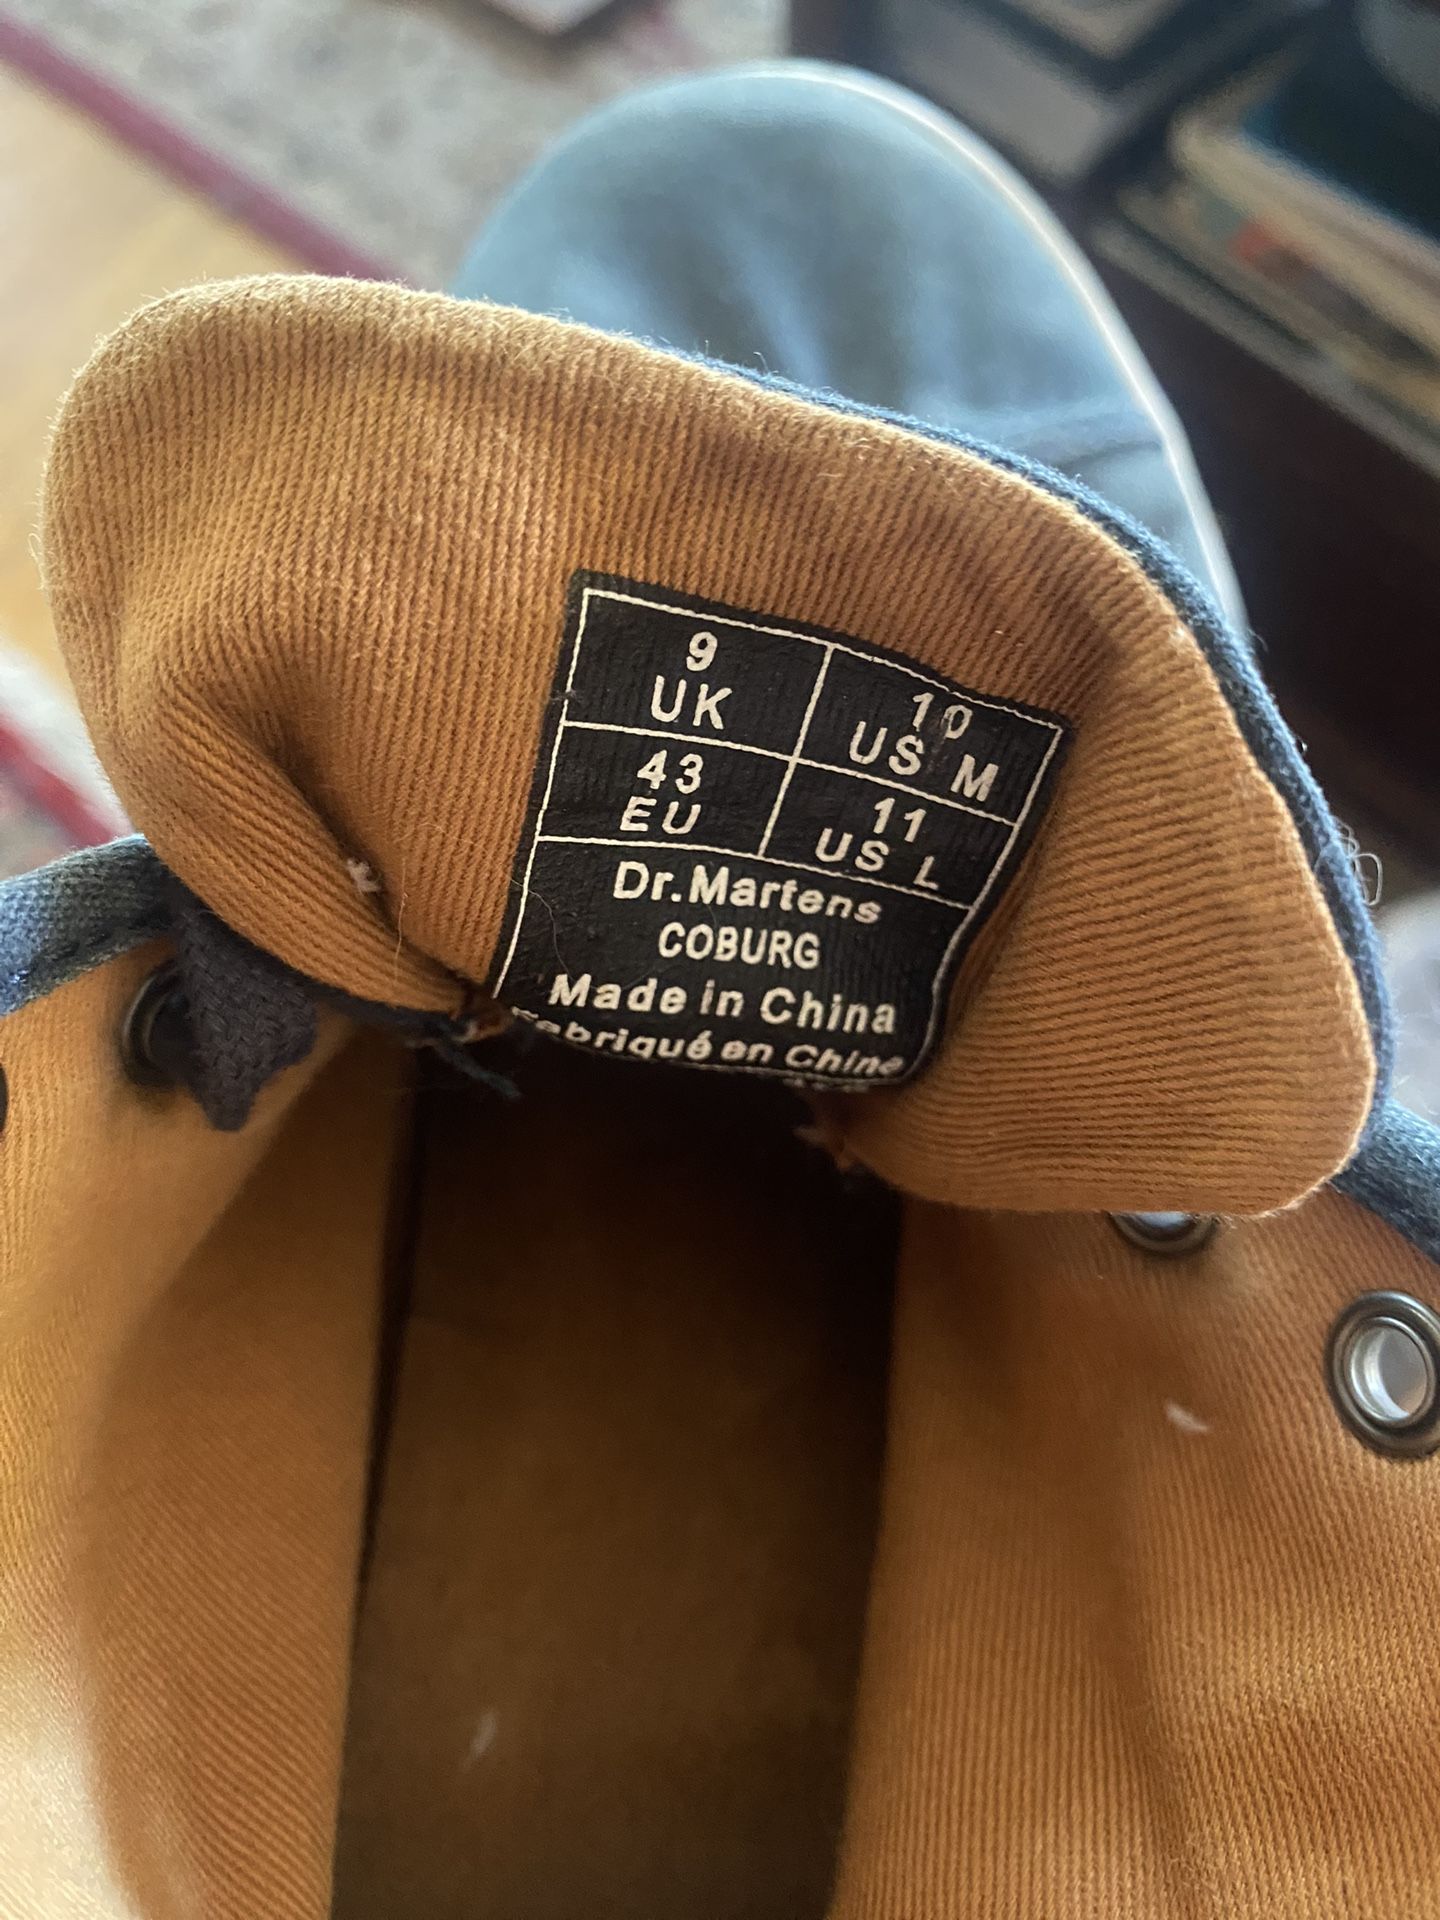 9
UK
10
US M
43
EU
11
US L
Dr.Martens
COBURG
Made in China
Fabriqué en Chine